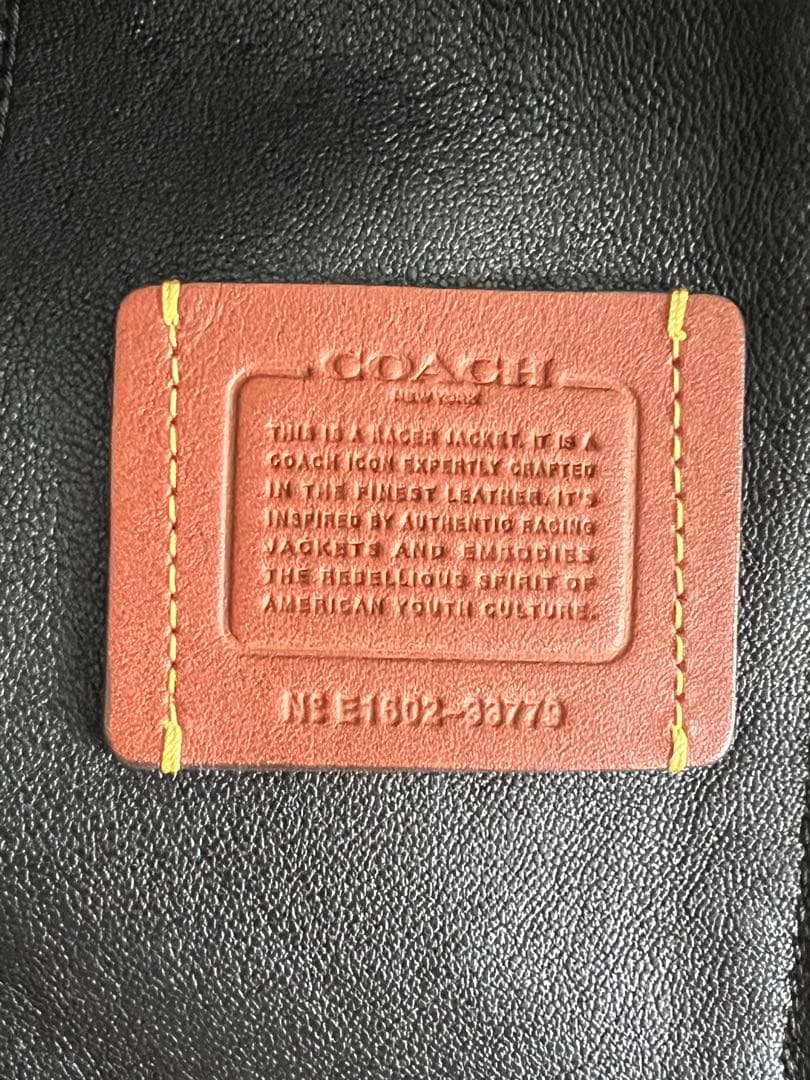 COACH
NEW YORK
THIS IS A RACER JACKET. IT IS A
COACH ICON EXPERTLY CRAFTED
IN THE FINEST LEATHER. IT'S
INSPIRED BY AUTHENTIC RACING
JACKETS AND EMBODIES
THE REBELLIOUS SPIRIT OF
AMERICAN YOUTH CULTURE.
Nº E1602-33779